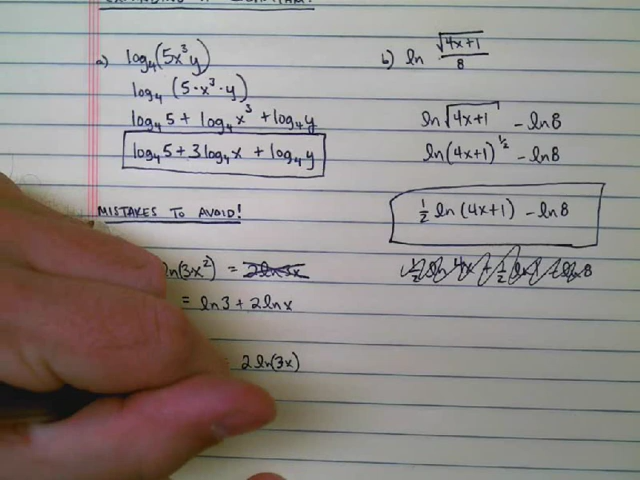 a) log₄(5x³y)
log₄(5·x³·y)
log₄5 + log₄x³ + log₄y
log₄5 + 3log₄x + log₄y
MISTAKES TO AVOID!
ln(3x²) = 2ln3x
= ln3 + 2lnx
= 2ln(3x)
b) ln √(4x+1)/8
ln√(4x+1) - ln8
ln(4x+1)^½ - ln8
½ ln(4x+1) - ln8